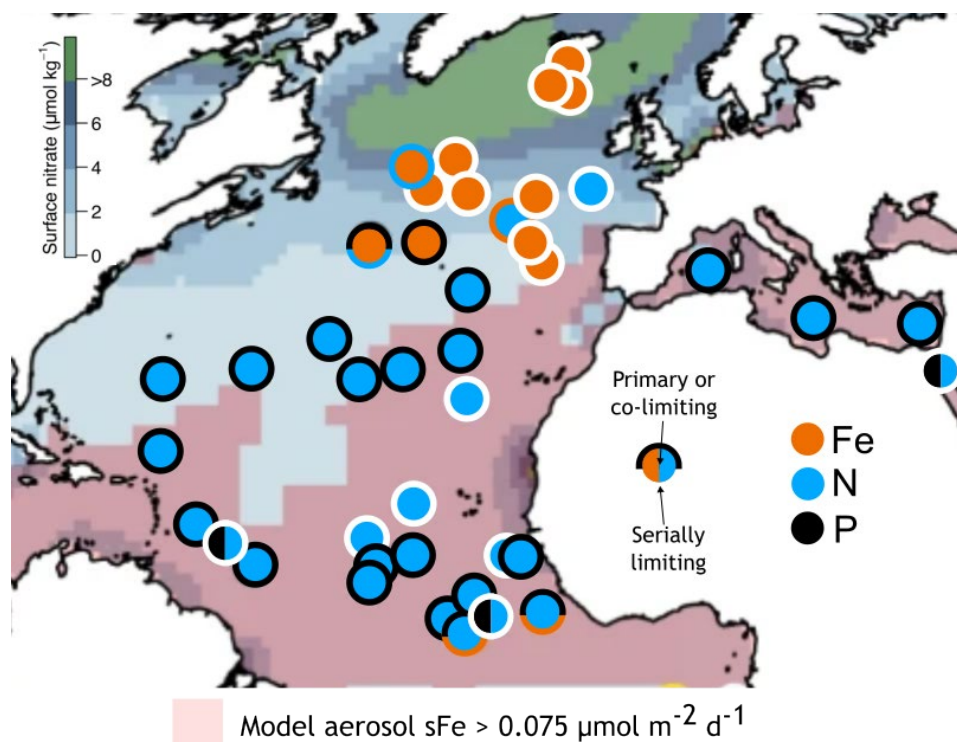 Surface nitrate (μmol kg⁻¹)
>8
6
4
2
0
Primary or
co-limiting
Serially
limiting
Fe
N
P
Model aerosol sFe > 0.075 μmol m⁻² d⁻¹